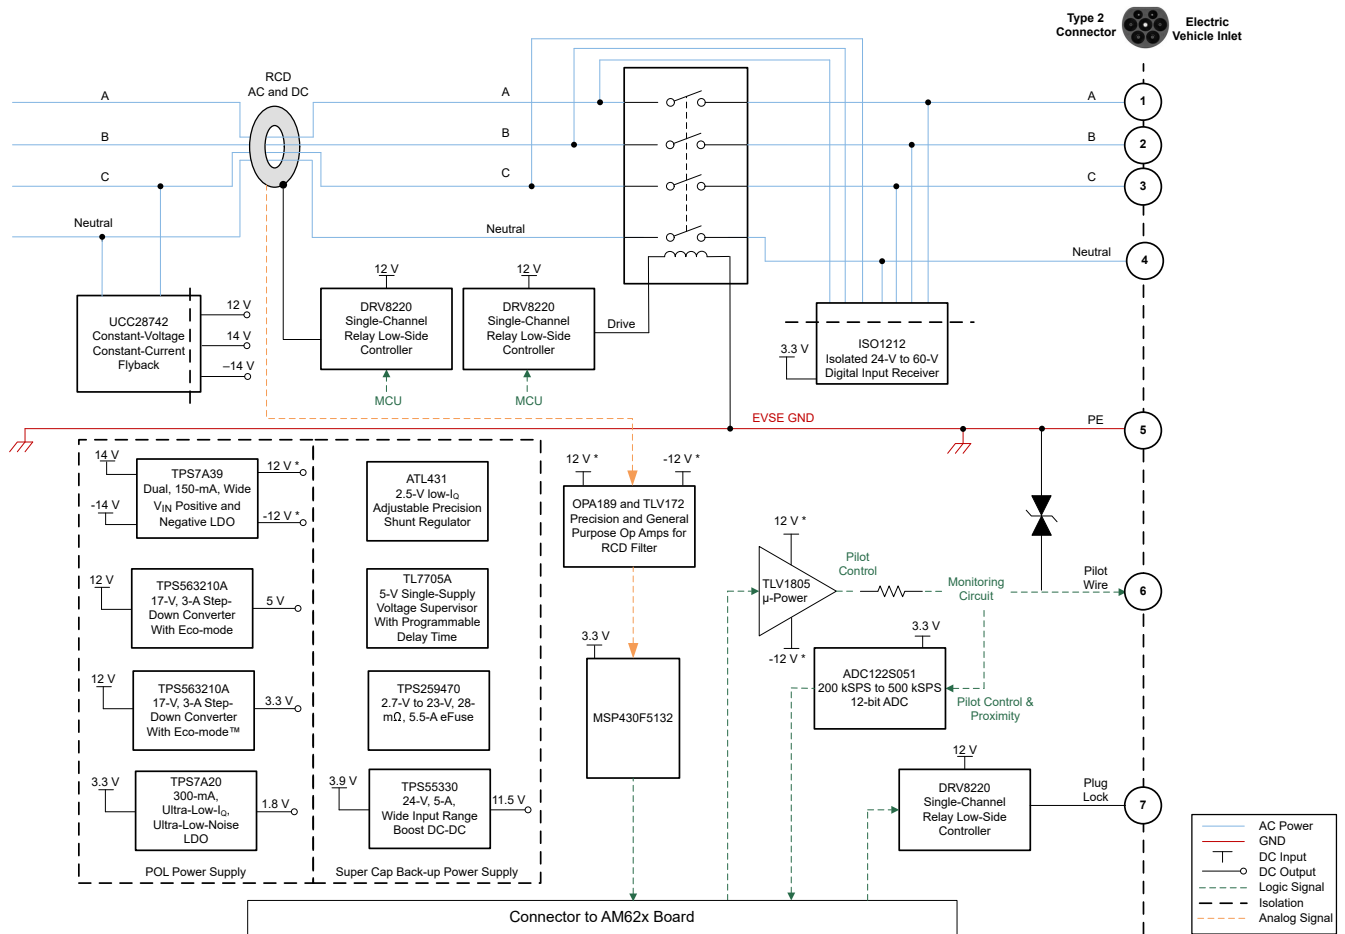 Type 2
Connector
Electric
Vehicle Inlet
RCD
AC and DC
A
B
C
Neutral
A
B
C
Neutral
A
B
C
Neutral
1
2
3
4
UCC28742
Constant-Voltage
Constant-Current
Flyback
12 V
14 V
–14 V
12 V
DRV8220
Single-Channel
Relay Low-Side
Controller
MCU
12 V
DRV8220
Single-Channel
Relay Low-Side
Controller
MCU
Drive
3.3 V
ISO1212
Isolated 24-V to 60-V
Digital Input Receiver
EVSE GND
PE
5
14 V
-14 V
TPS7A39
Dual, 150-mA, Wide
VIN Positive and
Negative LDO
12 V *
-12 V *
12 V
TPS563210A
17-V, 3-A Step-
Down Converter
With Eco-mode
5 V
12 V
TPS563210A
17-V, 3-A Step-
Down Converter
With Eco-mode™
3.3 V
3.3 V
TPS7A20
300-mA,
Ultra-Low-IQ,
Ultra-Low-Noise
LDO
1.8 V
POL Power Supply
ATL431
2.5-V low-IQ
Adjustable Precision
Shunt Regulator
TL7705A
5-V Single-Supply
Voltage Supervisor
With Programmable
Delay Time
TPS259470
2.7-V to 23-V, 28-
mΩ, 5.5-A eFuse
3.9 V
TPS55330
24-V, 5-A,
Wide Input Range
Boost DC-DC
11.5 V
Super Cap Back-up Power Supply
12 V *
-12 V *
OPA189 and TLV172
Precision and General
Purpose Op Amps for
RCD Filter
3.3 V
MSP430F5132
12 V *
TLV1805
µ-Power
-12 V *
Pilot
Control
Monitoring
Circuit
Pilot
Wire
6
3.3 V
ADC122S051
200 kSPS to 500 kSPS
12-bit ADC
Pilot Control &
Proximity
12 V
DRV8220
Single-Channel
Relay Low-Side
Controller
Plug
Lock
7
Connector to AM62x Board
AC Power
GND
DC Input
DC Output
Logic Signal
Isolation
Analog Signal